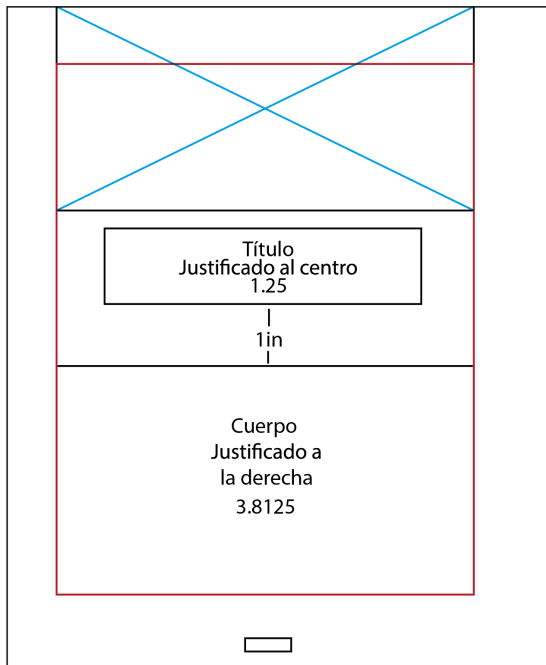 Título
Justificado al centro
1.25
1in
Cuerpo
Justificado a
la derecha
3.8125